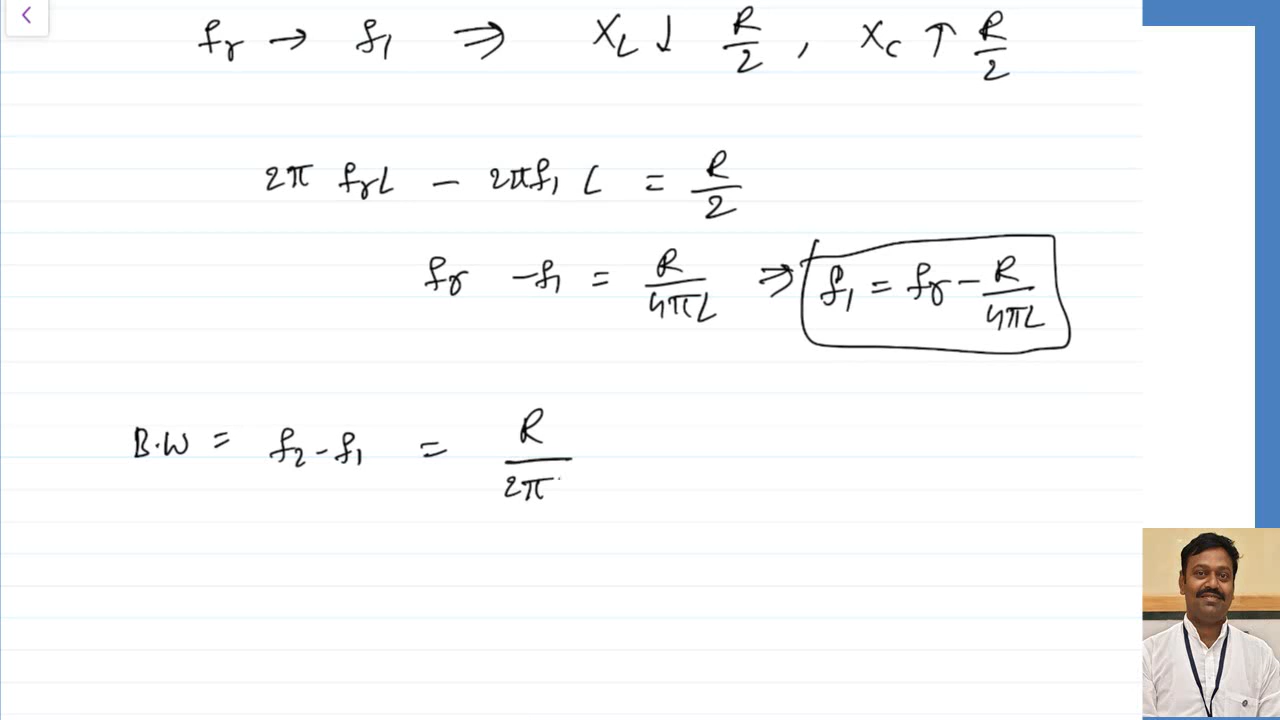 fr → f1 ⇒ XL ↓ R/2 , XC ↑ R/2
2π frL - 2πf1 L = R/2
fr - f1 = R/4πL ⇒ f1 = fr - R/4πL
B.W = f2 - f1 = R/2π